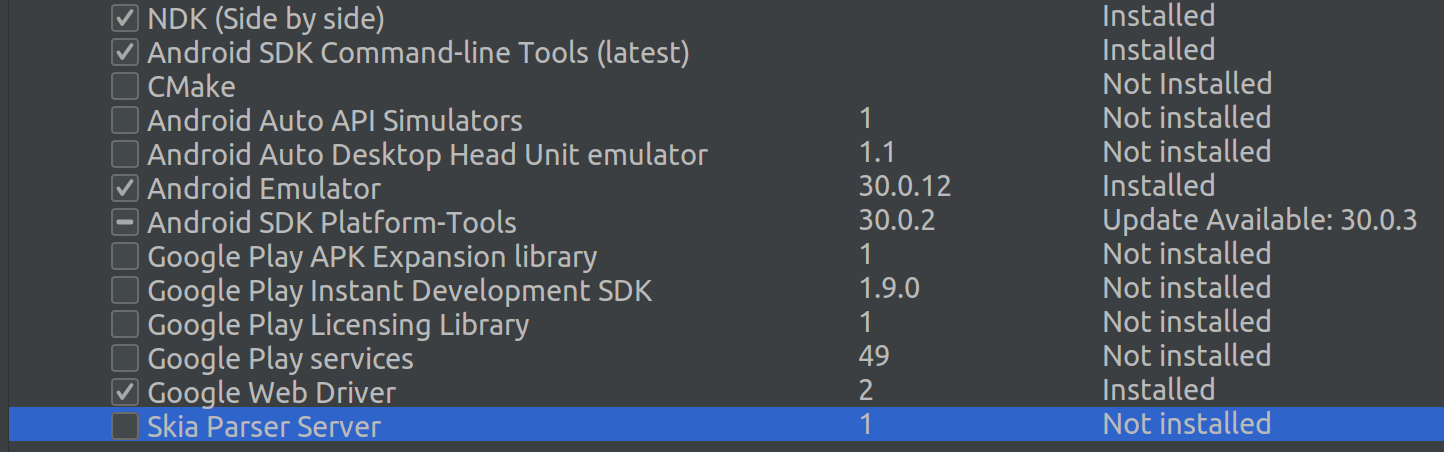 NDK (Side by side) Installed
Android SDK Command-line Tools (latest) Installed
CMake Not Installed
Android Auto API Simulators 1 Not installed
Android Auto Desktop Head Unit emulator 1.1 Not installed
Android Emulator 30.0.12 Installed
Android SDK Platform-Tools 30.0.2 Update Available: 30.0.3
Google Play APK Expansion library 1 Not installed
Google Play Instant Development SDK 1.9.0 Not installed
Google Play Licensing Library 1 Not installed
Google Play services 49 Not installed
Google Web Driver 2 Installed
Skia Parser Server 1 Not installed